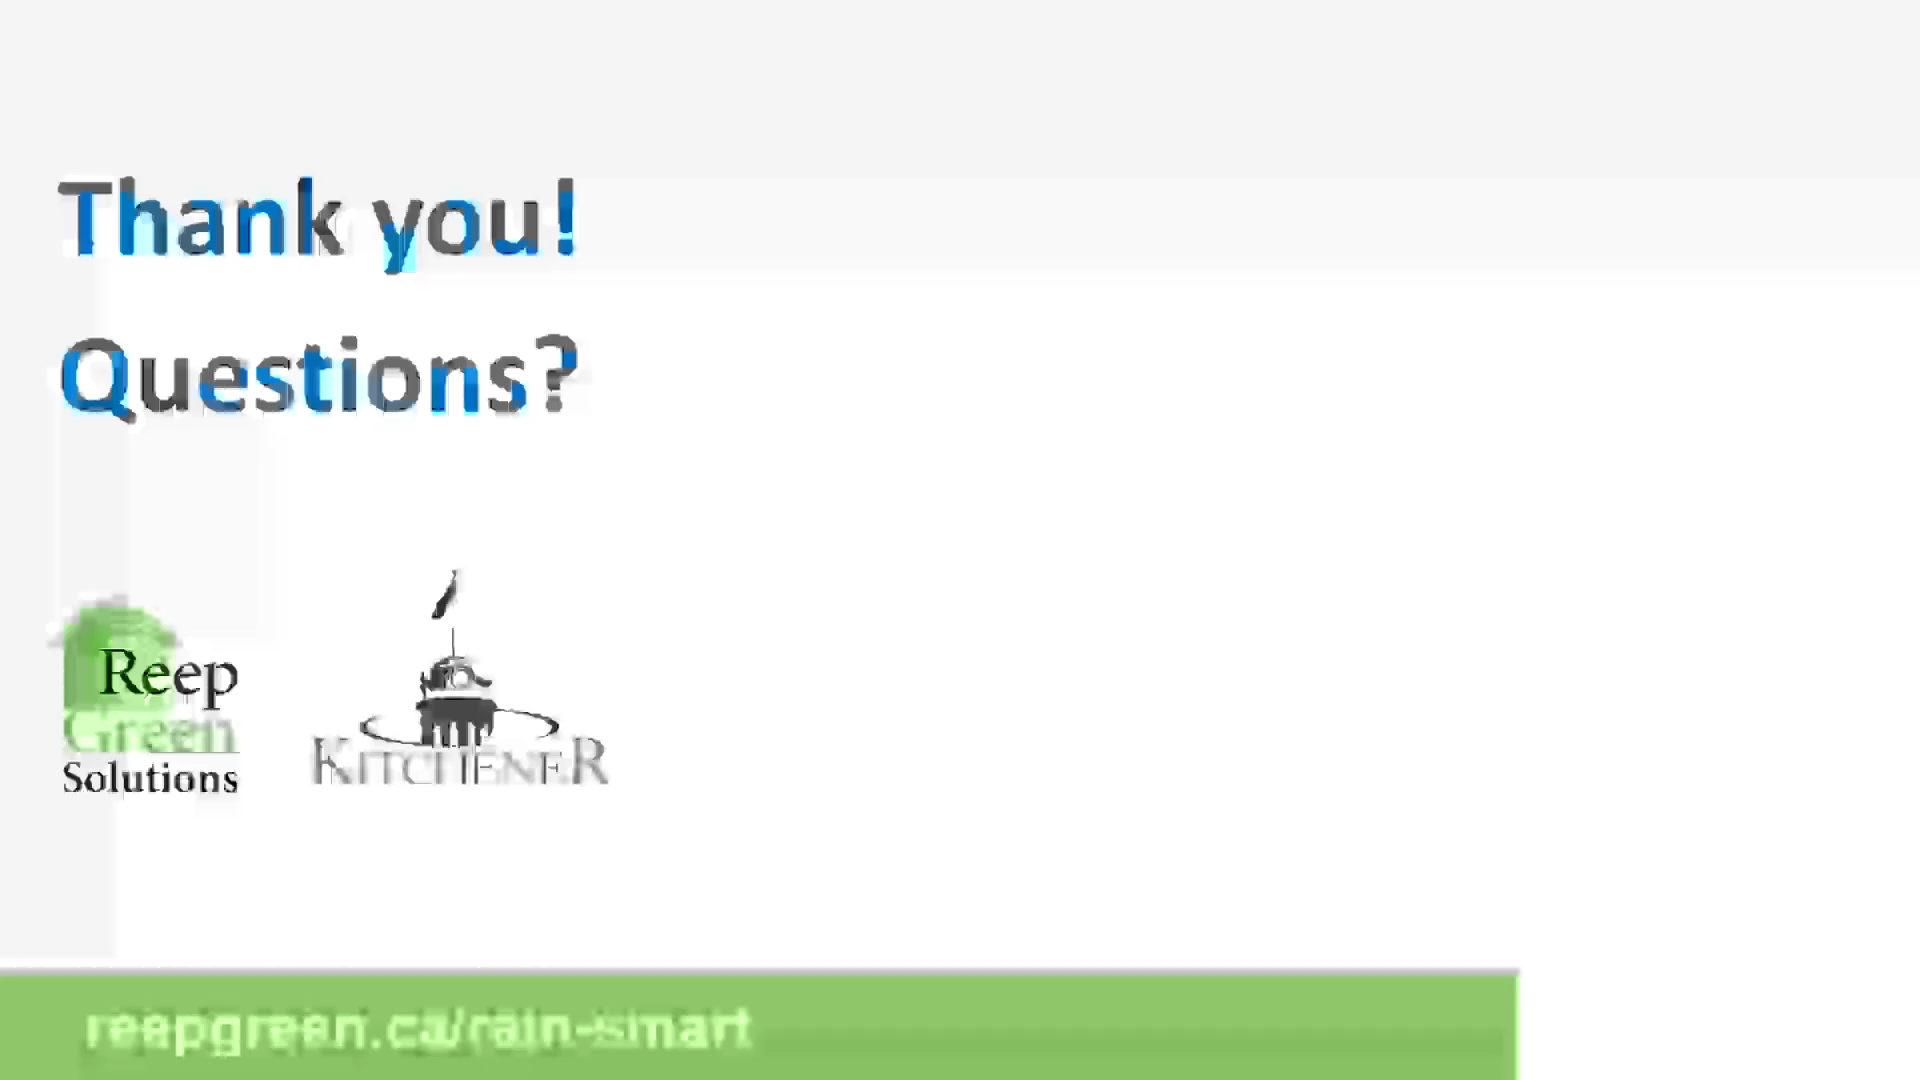 Thank you!
Questions?
Reep
Green
Solutions
KITCHENER
reepgreen.ca/rain-smart